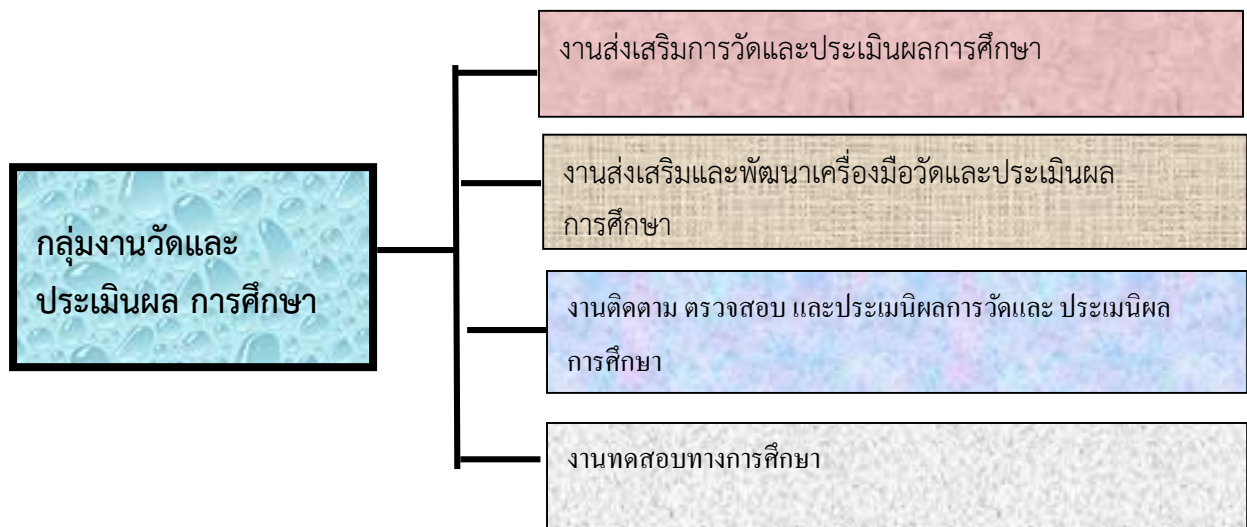 งานส่งเสริมการวัดและประเมินผลการศึกษา
งานส่งเสริมและพัฒนาเครื่องมือวัดและประเมินผล
การศึกษา
กลุ่มงานวัดและ
ประเมินผล การศึกษา
งานติดตาม ตรวจสอบ และประเมนิผลการวัดและ ประเมนิผล
การศึกษา
งานทดสอบทางการศึกษา